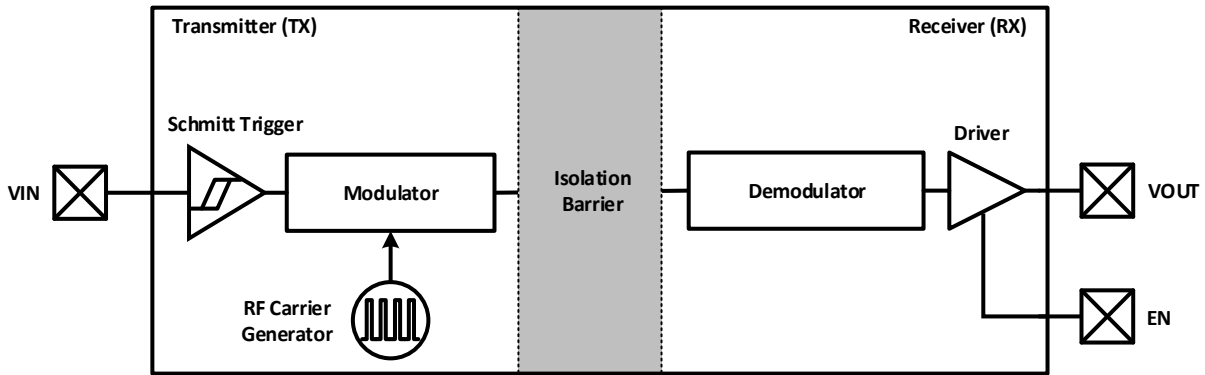 Transmitter (TX)
Receiver (RX)
Schmitt Trigger
Driver
VIN
Modulator
Isolation
Barrier
Demodulator
VOUT
RF Carrier
Generator
EN